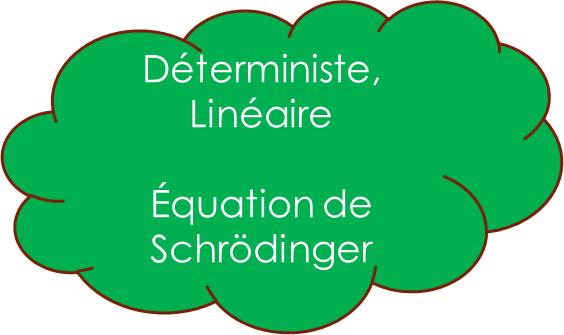 Déterministe,
Linéaire
Équation de
Schrödinger